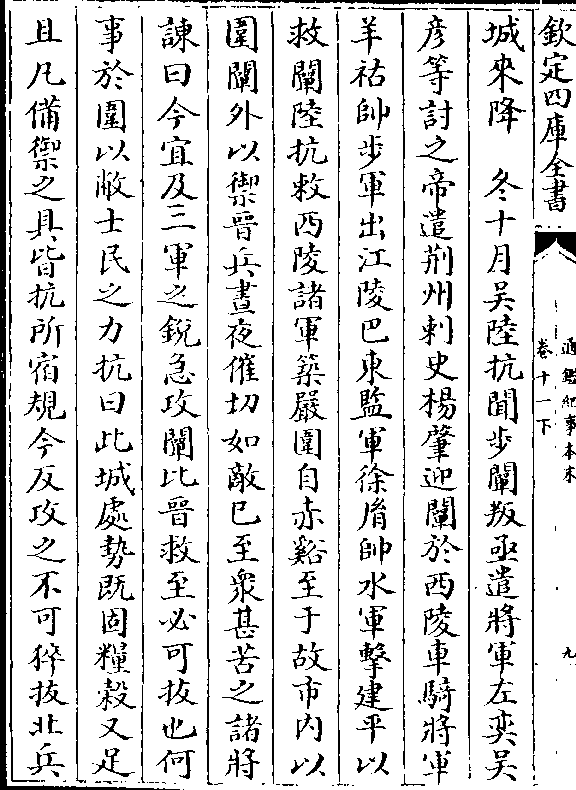 欽定四庫全書
通鑑紀事本末
卷十一下
九
城來降　冬十月吳陸抗聞步闡叛亟遣將軍左奕吳
彦等討之帝遣荆州刺史楊肇迎闡於西陵車騎將軍
羊祜帥步軍出江陵巴東監軍徐𦙍帥水軍擊建平以
救闡陸抗敕西陵諸軍築嚴圍自赤谿至于故市内以
圍闡外以禦晉兵晝夜催切如敵已至衆甚苦之諸將
諫曰今宜及三軍之銳急攻闡比晉救至必可拔也何
事於圍以敝士民之力抗曰此城處勢既固糧榖又足
且凡備禦之具皆抗所宿規今反攻之不可猝拔北兵